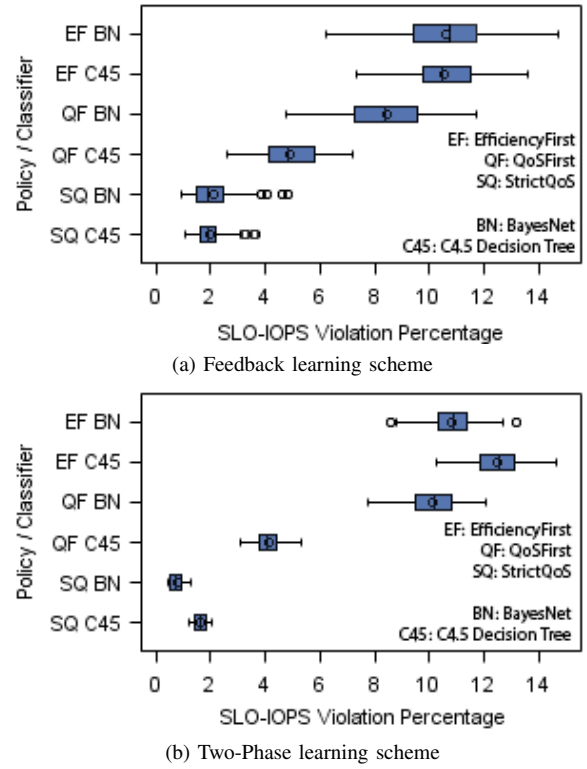 Policy / Classifier
EF BN
EF C45
QF BN
QF C45
SQ BN
SQ C45
EF: EfficiencyFirst
QF: QoSFirst
SQ: StrictQoS
BN: BayesNet
C45: C4.5 Decision Tree
0 2 4 6 8 10 12 14
SLO-IOPS Violation Percentage
(a) Feedback learning scheme
Policy / Classifier
EF BN
EF C45
QF BN
QF C45
SQ BN
SQ C45
EF: EfficiencyFirst
QF: QoSFirst
SQ: StrictQoS
BN: BayesNet
C45: C4.5 Decision Tree
0 2 4 6 8 10 12 14
SLO-IOPS Violation Percentage
(b) Two-Phase learning scheme